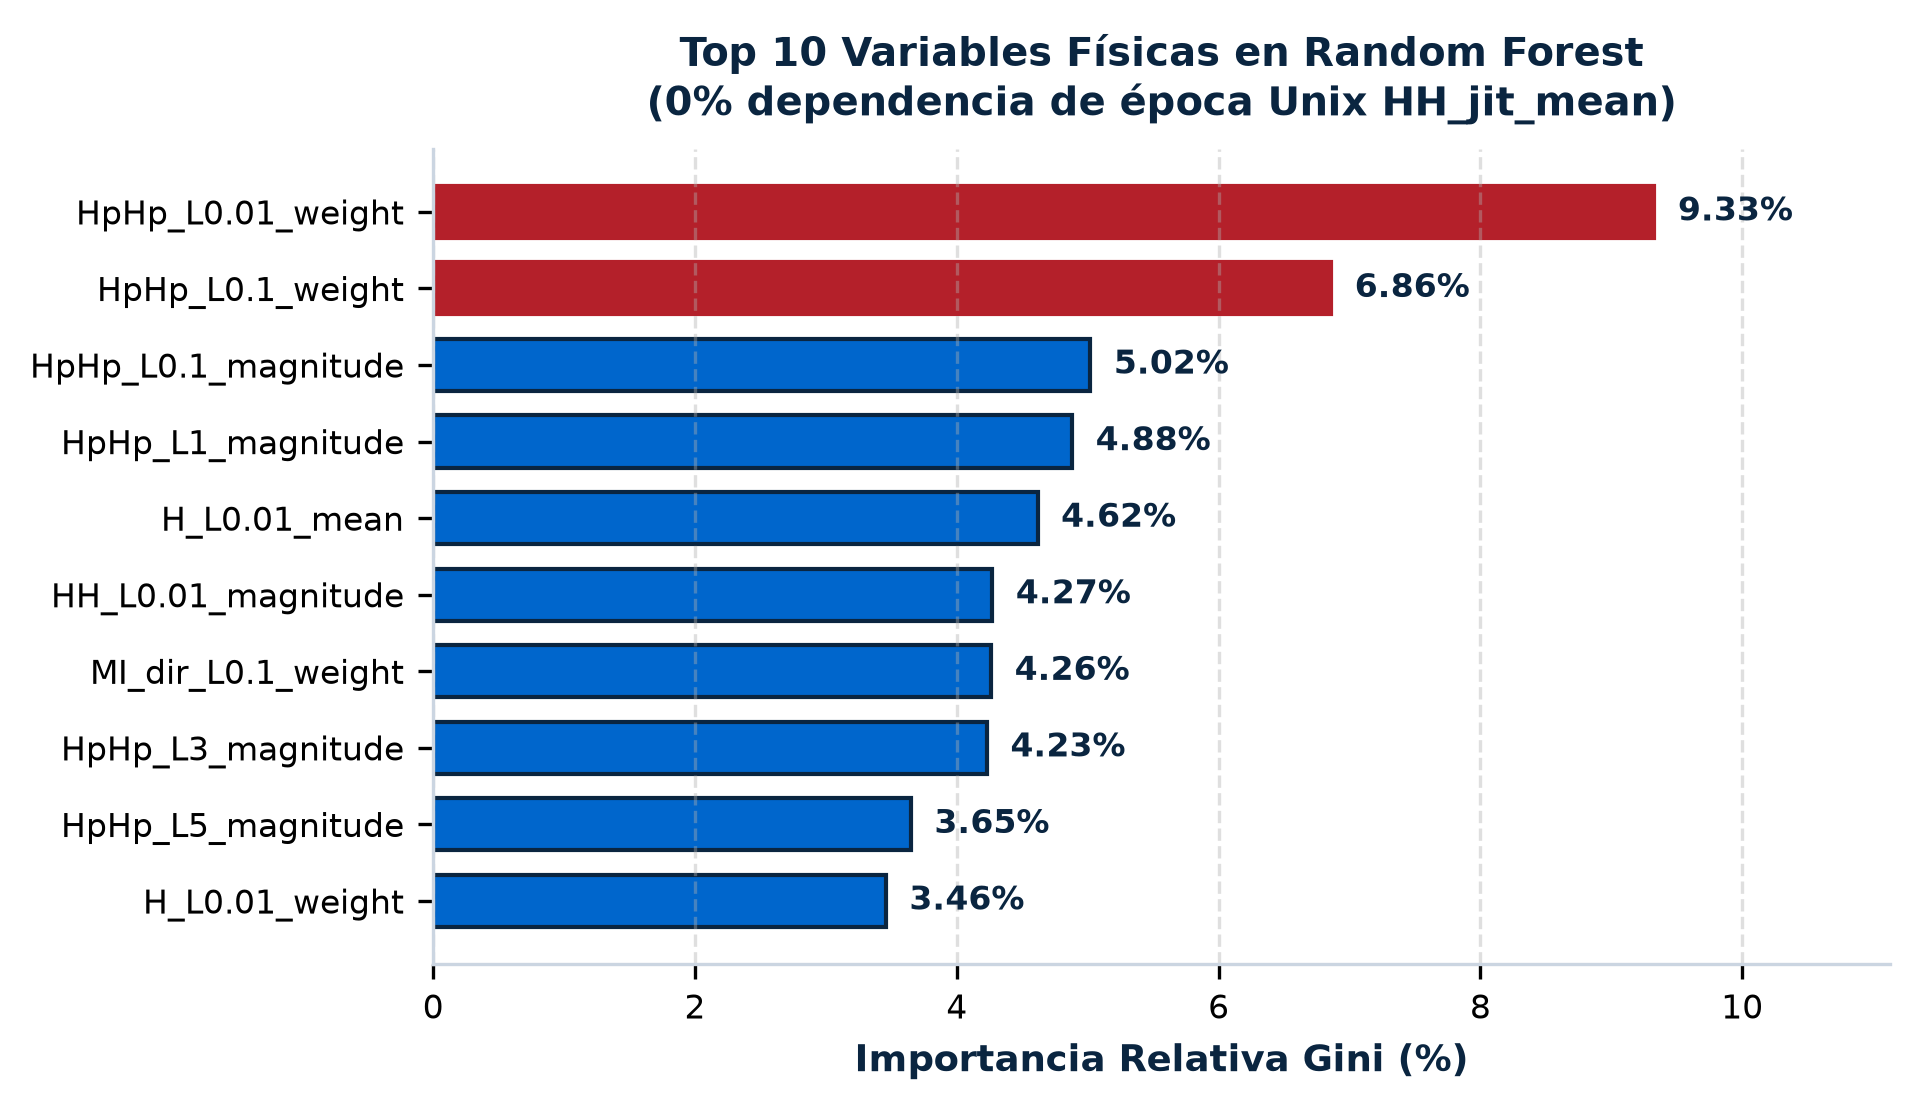 Top 10 Variables Físicas en Random Forest
(0% dependencia de época Unix HH_jit_mean)
HpHp_L0.01_weight 9.33%
HpHp_L0.1_weight 6.86%
HpHp_L0.1_magnitude 5.02%
HpHp_L1_magnitude 4.88%
H_L0.01_mean 4.62%
HH_L0.01_magnitude 4.27%
MI_dir_L0.1_weight 4.26%
HpHp_L3_magnitude 4.23%
HpHp_L5_magnitude 3.65%
H_L0.01_weight 3.46%
0 2 4 6 8 10
Importancia Relativa Gini (%)